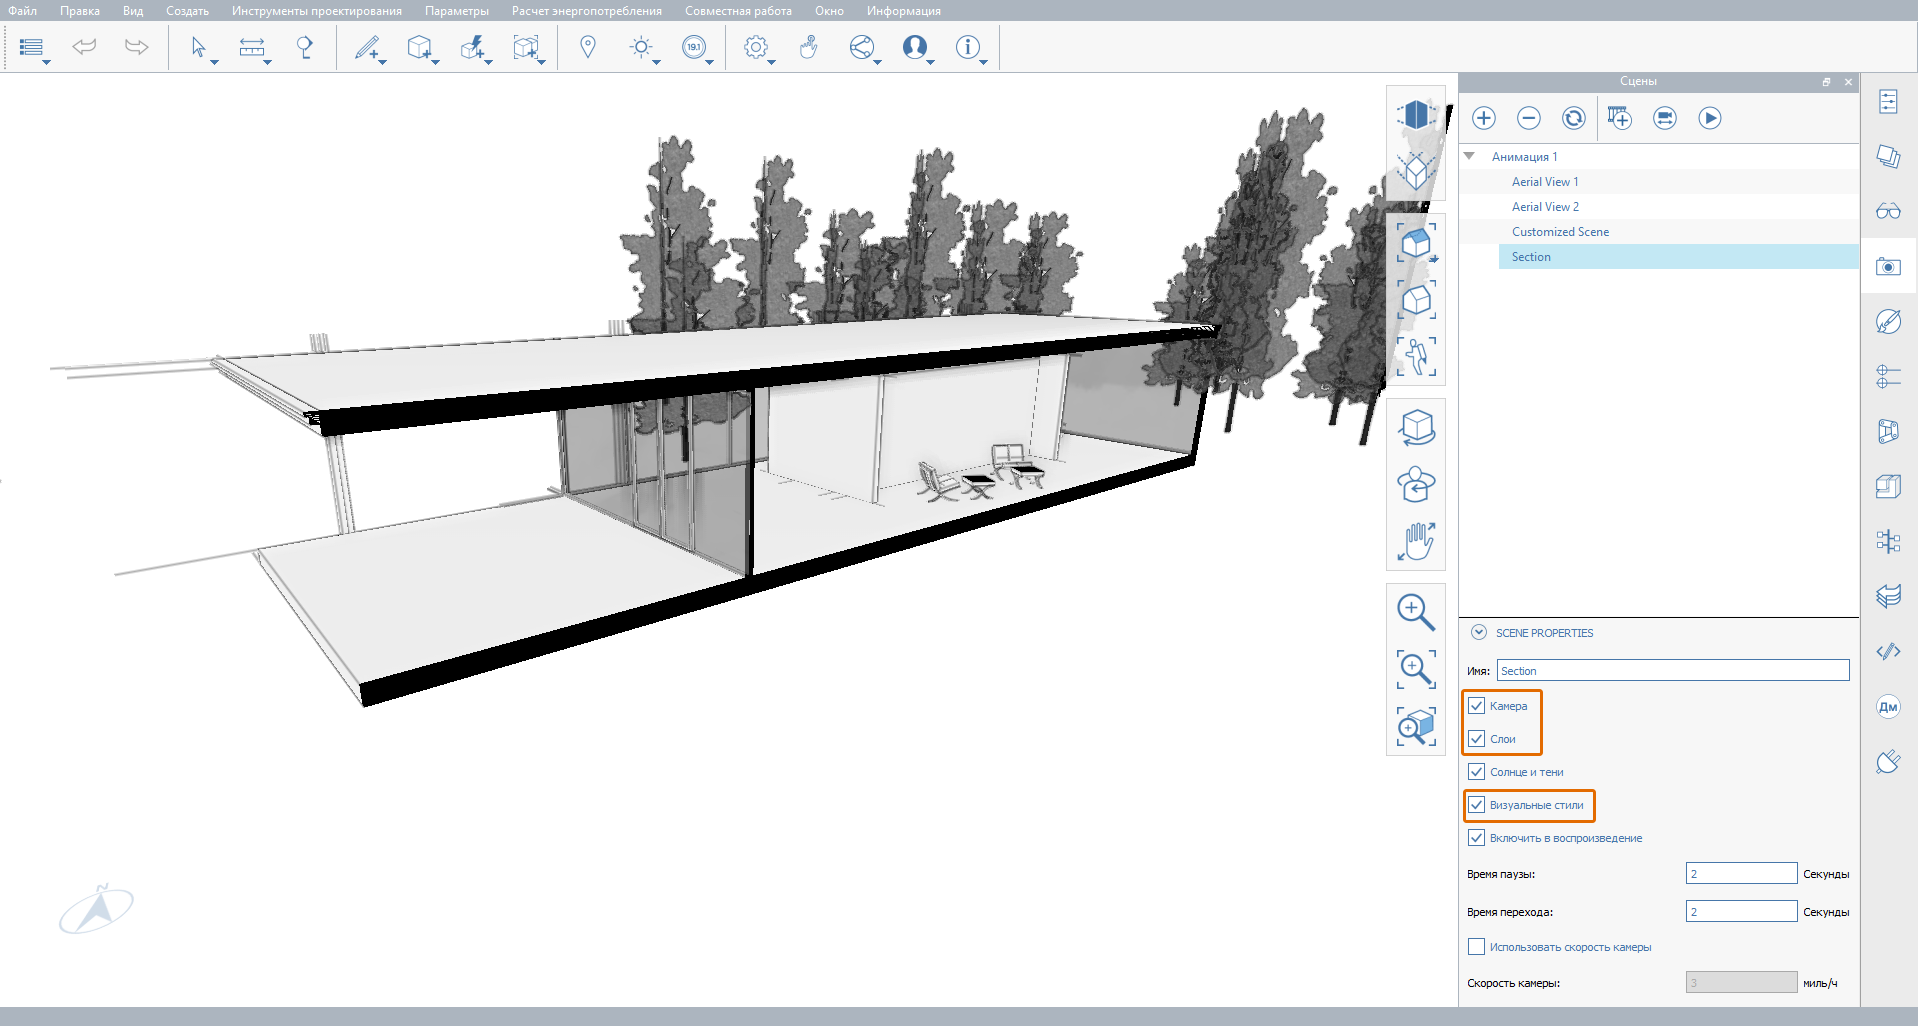 Файл Правка Вид Создать Инструменты проектирования Параметры Расчет энергопотребления Совместная работа Окно Информация
19.1
Сцены
Анимация 1
Aerial View 1
Aerial View 2
Customized Scene
Section
SCENE PROPERTIES
Имя: Section
Камера
Слои
Солнце и тени
Визуальные стили
Включить в воспроизведение
Время паузы: 2 Секунды
Время перехода: 2 Секунды
Использовать скорость камеры
Скорость камеры: 3 миль/ч
Дм